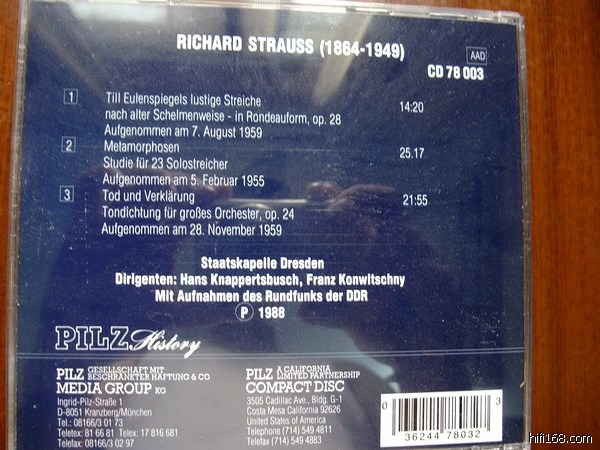 RICHARD STRAUSS (1864-1949)
AAD
CD 78 003
1 Till Eulenspiegels lustige Streiche
nach alter Schelmenweise - in Rondeauform, op. 28 14:20
Aufgenommen am 7. August 1959
2 Metamorphosen 25.17
Studie für 23 Solostreicher
Aufgenommen am 5. Februar 1955
3 Tod und Verklärung 21:55
Tondichtung für großes Orchester, op. 24
Aufgenommen am 28. November 1959
Staatskapelle Dresden
Dirigenten: Hans Knappertsbusch, Franz Konwitschny
Mit Aufnahmen des Rundfunks der DDR
Ⓟ 1988
PILZ History
PILZ GESELLSCHAFT MIT
BESCHRÄNKTER HAFTUNG & CO
MEDIA GROUP KG
Ingrid-Pilz-Straße 1
D-8051 Kranzberg/München
Tel.: 08166/3 01 73
Teletex: 81 66 81 Telex: 17 816 681
Telefax: 08166/3 02 97
PILZ A CALIFORNIA
LIMITED PARTNERSHIP
COMPACT DISC
3505 Cadillac Ave., Bldg. G-1
Costa Mesa California 92626
United States of America
Telephone (714) 549 4811
Telefax (714) 549 4883
0 36244 78032 3
hifi168.com